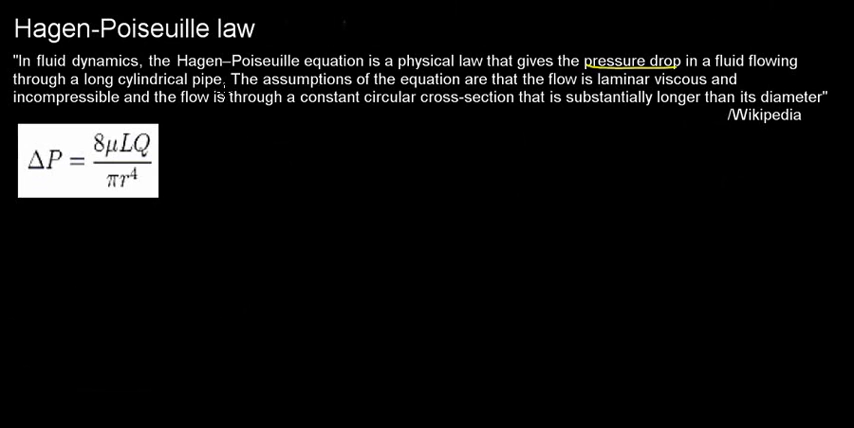 Hagen-Poiseuille law
"In fluid dynamics, the Hagen–Poiseuille equation is a physical law that gives the pressure drop in a fluid flowing
through a long cylindrical pipe. The assumptions of the equation are that the flow is laminar viscous and
incompressible and the flow is through a constant circular cross-section that is substantially longer than its diameter"
/Wikipedia
ΔP = 8μLQ / πr⁴